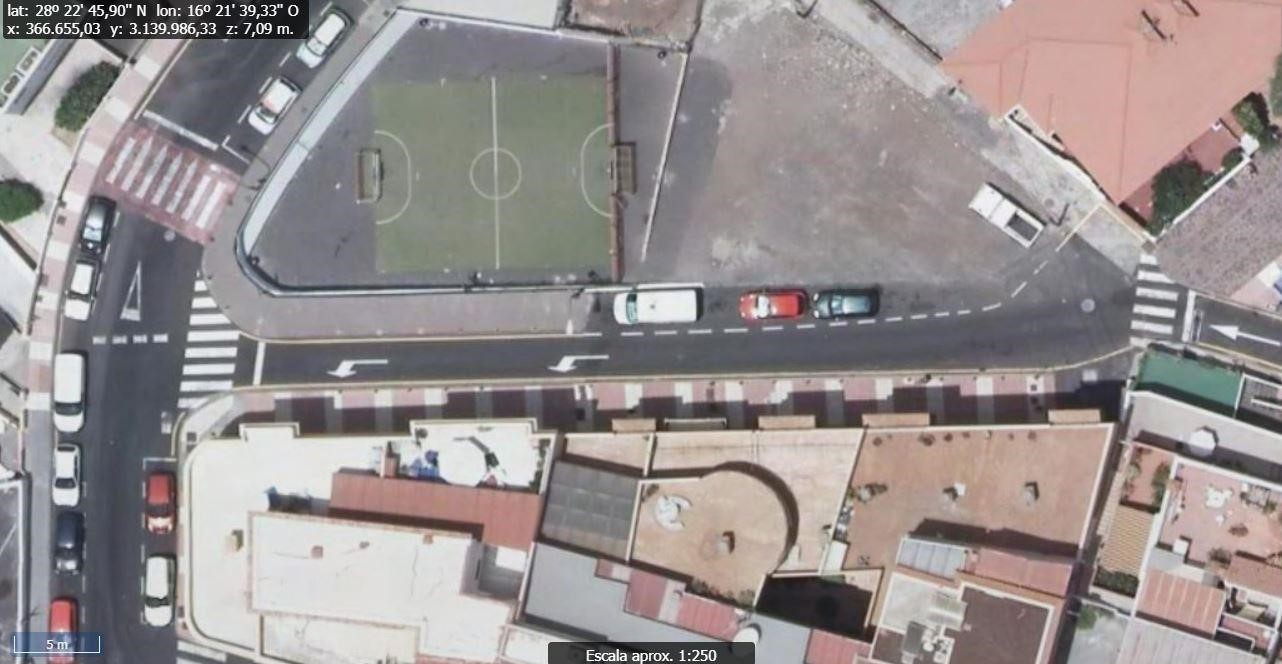 lat: 28º 22' 45,90" N lon: 16º 21' 39,33" O
x: 366.655,03 y: 3.139.986,33 z: 7,09 m.
5 m
Escala aprox. 1:250